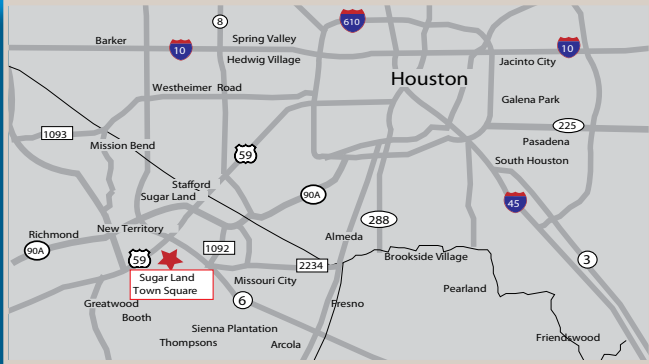 8
610
Barker
Spring Valley
10
10
Hedwig Village
Jacinto City
Houston
Westheimer Road
Galena Park
1093
225
Mission Bend
Pasadena
59
South Houston
Stafford
Sugar Land
90A
45
288
New Territory
Richmond
Almeda
90A
1092
59
Brookside Village
3
2234
Sugar Land
Town Square
Missouri City
Pearland
Greatwood
6
Fresno
Booth
Sienna Plantation
Thompsons
Arcola
Friendswood